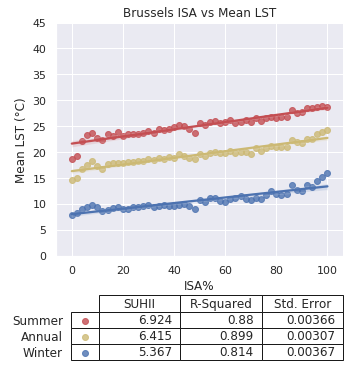 Brussels ISA vs Mean LST
45
40
35
30
25
20
15
10
5
0
Mean LST (°C)
0 20 40 60 80 100
ISA%
SUHII R-Squared Std. Error
Summer 6.924 0.88 0.00366
Annual 6.415 0.899 0.00307
Winter 5.367 0.814 0.00367